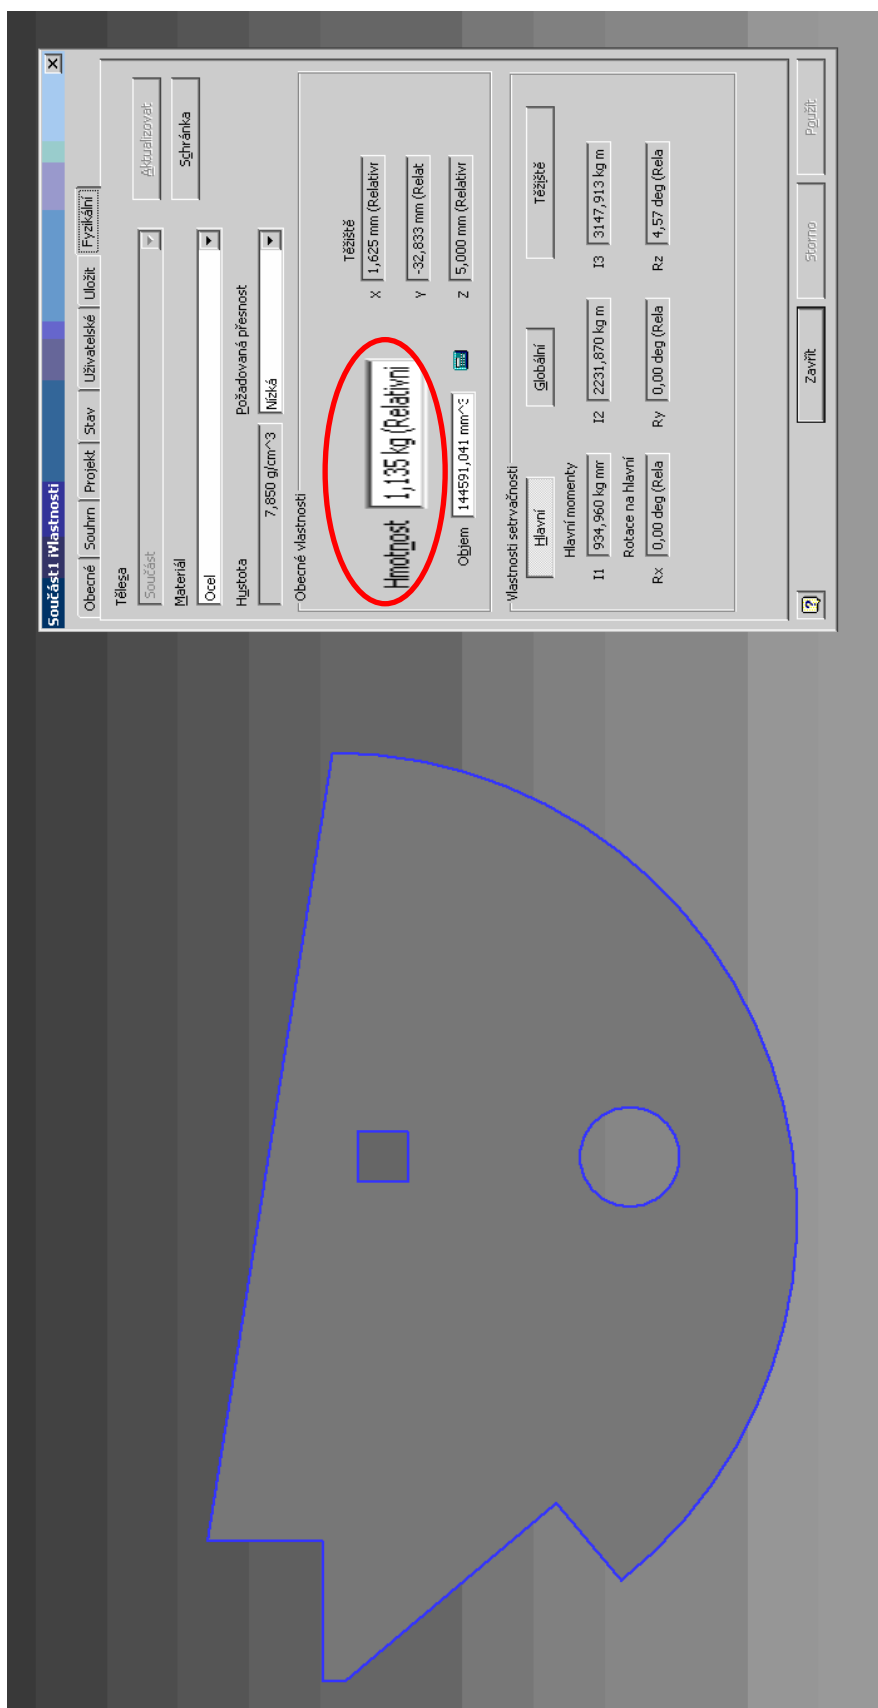 Součást1 iVlastnosti
Obecné Souhrn Projekt Stav Uživatelské Uložit Fyzikální
Tělesa
Součást
Aktualizovat
Materiál
Ocel
Schránka
Hustota
Požadovaná přesnost
7,850 g/cm^3
Nízká
Obecné vlastnosti
Těžiště
Hmotnost 1,135 kg (Relativní
X 1,625 mm (Relativr
Y -32,833 mm (Relat
Objem 144591,041 mm^3
Z 5,000 mm (Relativr
Vlastnosti setrvačnosti
Hlavní Globální Těžiště
Hlavní momenty
I1 934,960 kg mm I2 2231,870 kg m I3 3147,913 kg m
Rotace na hlavní
Rx 0,00 deg (Rela Ry 0,00 deg (Rela Rz 4,57 deg (Rela
Zavřít Storno Použít